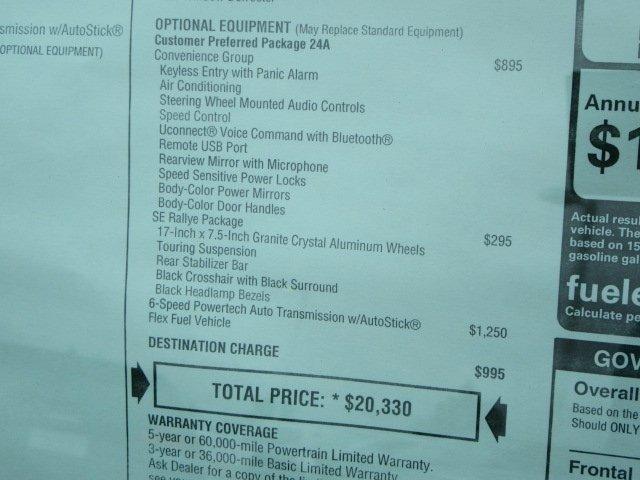 smission w/AutoStick®
OPTIONAL EQUIPMENT)
OPTIONAL EQUIPMENT (May Replace Standard Equipment)
Customer Preferred Package 24A
Convenience Group $895
Keyless Entry with Panic Alarm
Air Conditioning
Steering Wheel Mounted Audio Controls
Speed Control
Uconnect® Voice Command with Bluetooth®
Remote USB Port
Rearview Mirror with Microphone
Speed Sensitive Power Locks
Body-Color Power Mirrors
Body-Color Door Handles
SE Rallye Package $295
17-Inch x 7.5-Inch Granite Crystal Aluminum Wheels
Touring Suspension
Rear Stabilizer Bar
Black Crosshair with Black Surround
Black Headlamp Bezels
6-Speed Powertech Auto Transmission w/AutoStick® $1,250
Flex Fuel Vehicle
DESTINATION CHARGE $995
TOTAL PRICE: * $20,330
WARRANTY COVERAGE
5-year or 60,000-mile Powertrain Limited Warranty.
3-year or 36,000-mile Basic Limited Warranty.
Ask Dealer for a copy of the
Annu
$1
Actual resul
vehicle. The
based on 15
gasoline gal
fuele
Calculate pe
GOV
Overall
Based on the
Should ONLY
Frontal